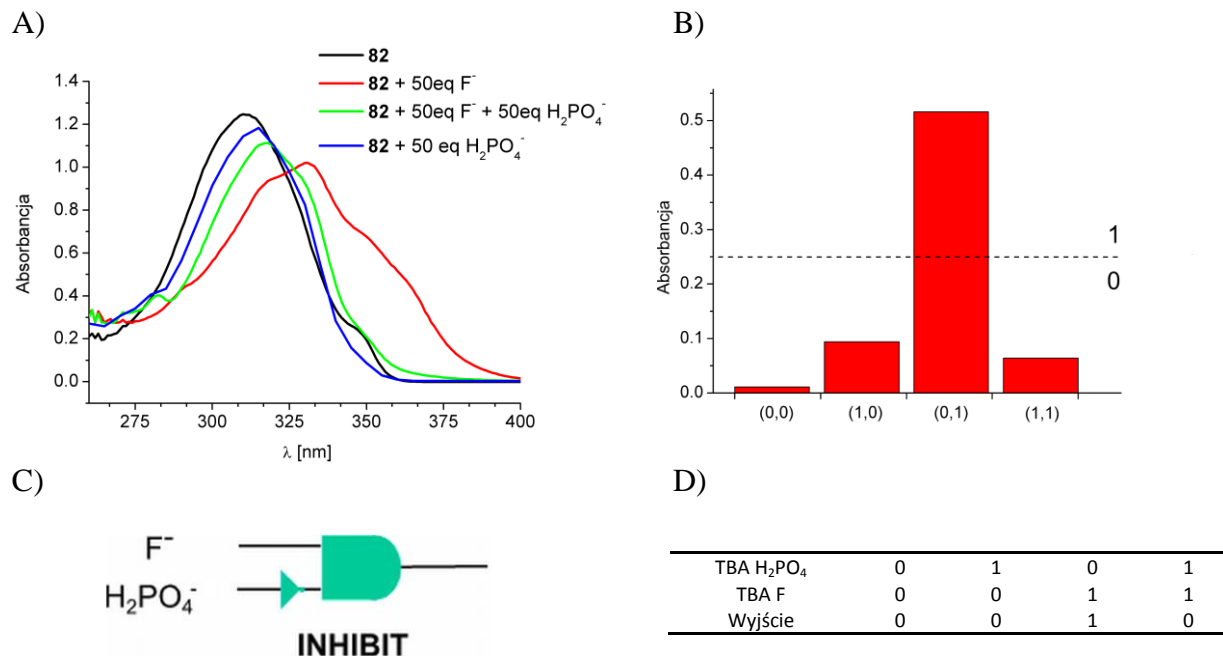 A)
82
82 + 50eq F⁻
82 + 50eq F⁻ + 50eq H₂PO₄⁻
82 + 50 eq H₂PO₄⁻
1.4
1.2
1.0
0.8
0.6
0.4
0.2
0.0
Absorbancja
275 300 325 350 375 400
λ [nm]
B)
0.5
0.4
0.3
0.2
0.1
0.0
Absorbancja
1
0
(0,0) (1,0) (0,1) (1,1)
C)
F⁻
H₂PO₄⁻
INHIBIT
D)
TBA H₂PO₄ 0 1 0 1
TBA F 0 0 1 1
Wyjście 0 0 1 0